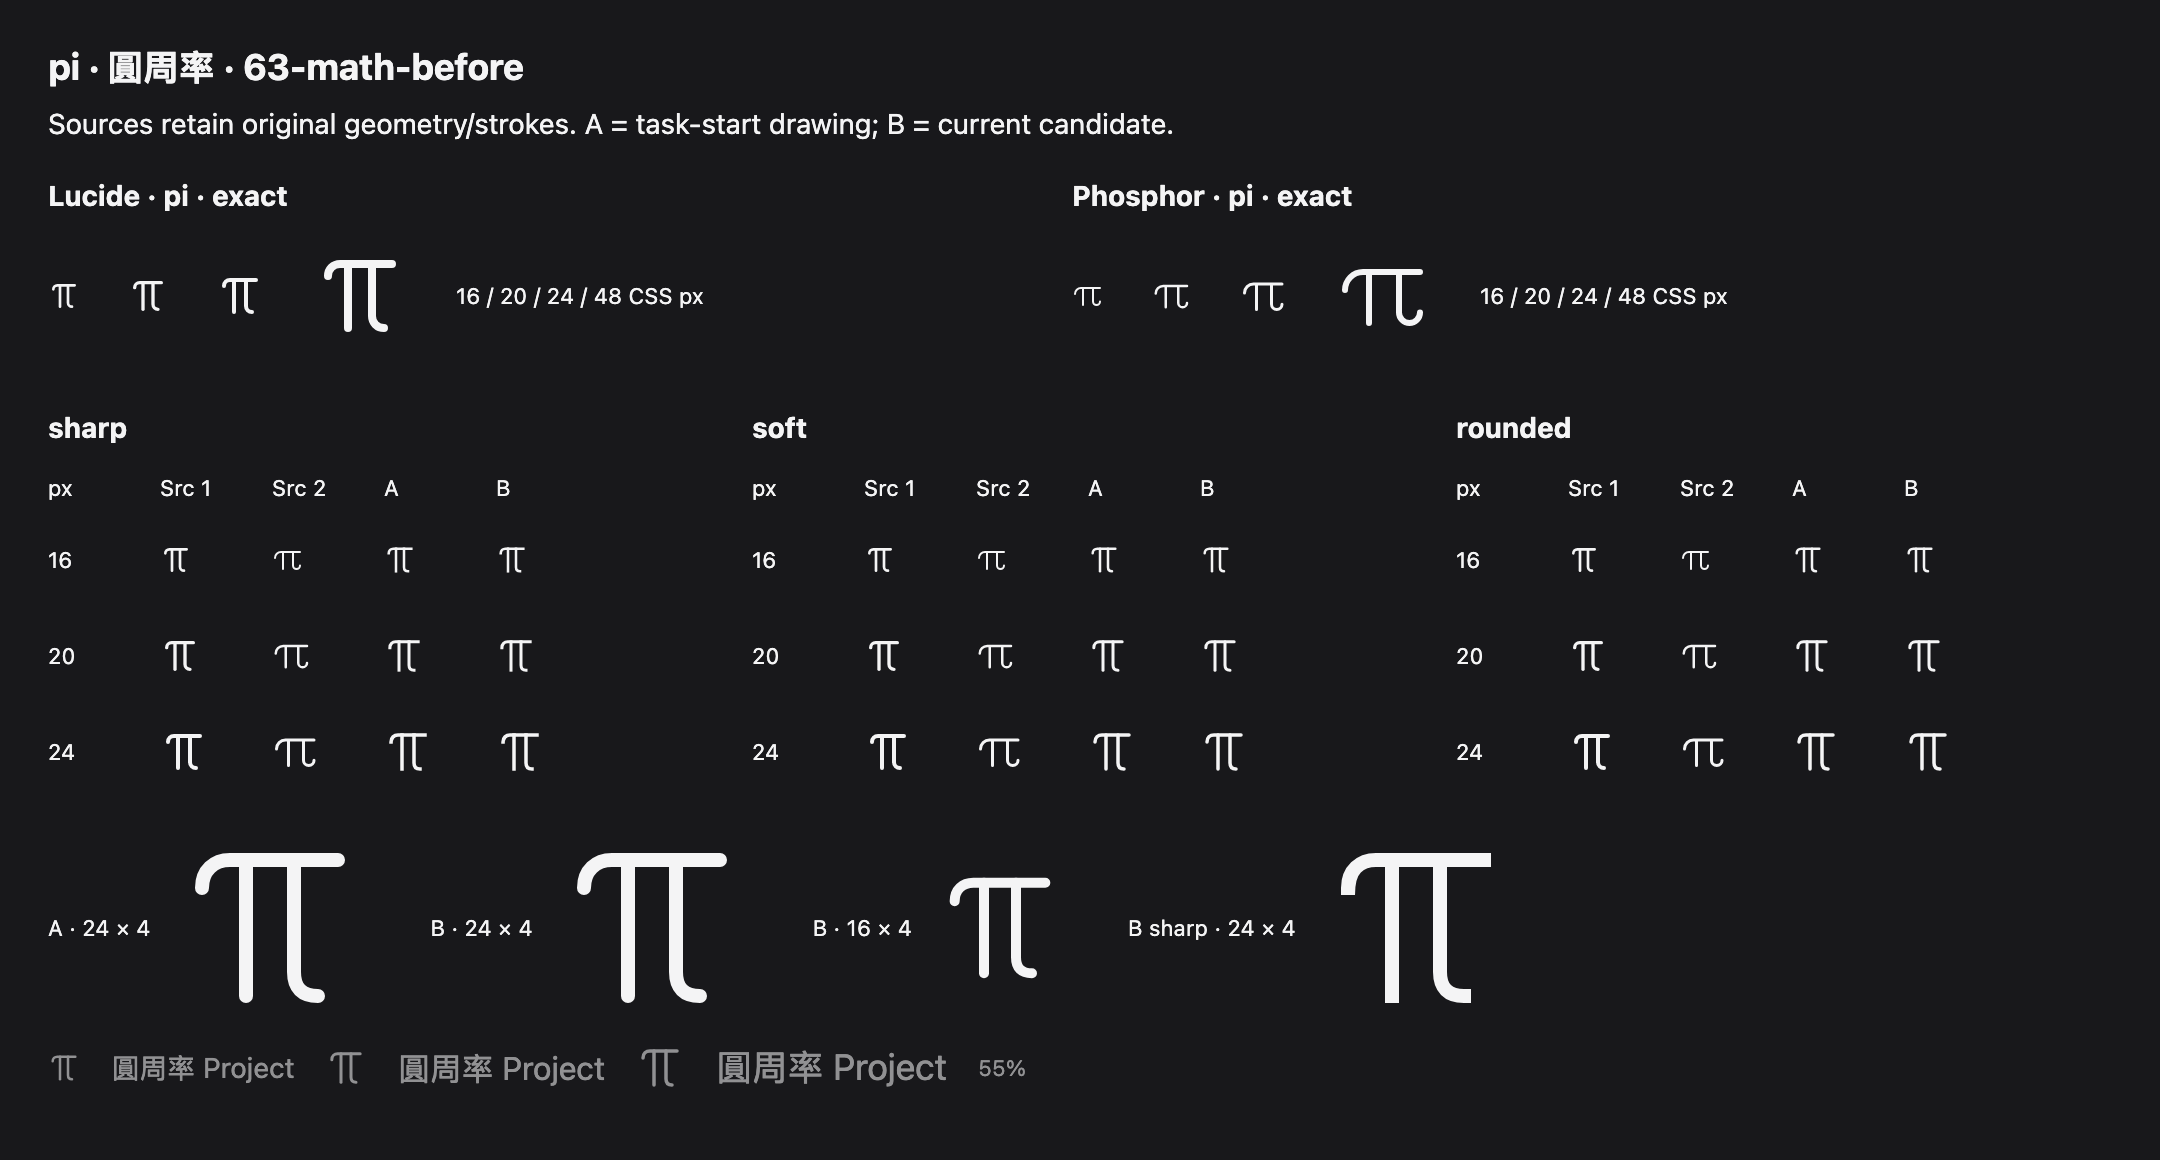 pi · 圓周率 · 63-math-before
Sources retain original geometry/strokes. A = task-start drawing; B = current candidate.
Lucide · pi · exact
π π π π 16 / 20 / 24 / 48 CSS px
Phosphor · pi · exact
π π π π 16 / 20 / 24 / 48 CSS px
sharp
px Src 1 Src 2 A B
16 π π π π
20 π π π π
24 π π π π
soft
px Src 1 Src 2 A B
16 π π π π
20 π π π π
24 π π π π
rounded
px Src 1 Src 2 A B
16 π π π π
20 π π π π
24 π π π π
A · 24 × 4 π B · 24 × 4 π B · 16 × 4 π B sharp · 24 × 4 π
π 圓周率 Project π 圓周率 Project π 圓周率 Project 55%